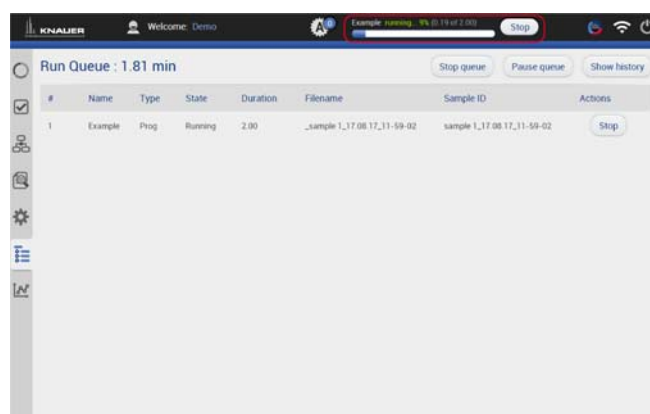 KNAUER Welcome: Demo A 0 Example running... 9% (0.19 of 2.00) Stop
Run Queue : 1.81 min Stop queue Pause queue Show history
# Name Type State Duration Filename Sample ID Actions
1 Example Prog Running 2.00 _sample 1_17.08.17_11-59-02 sample 1_17.08.17_11-59-02 Stop